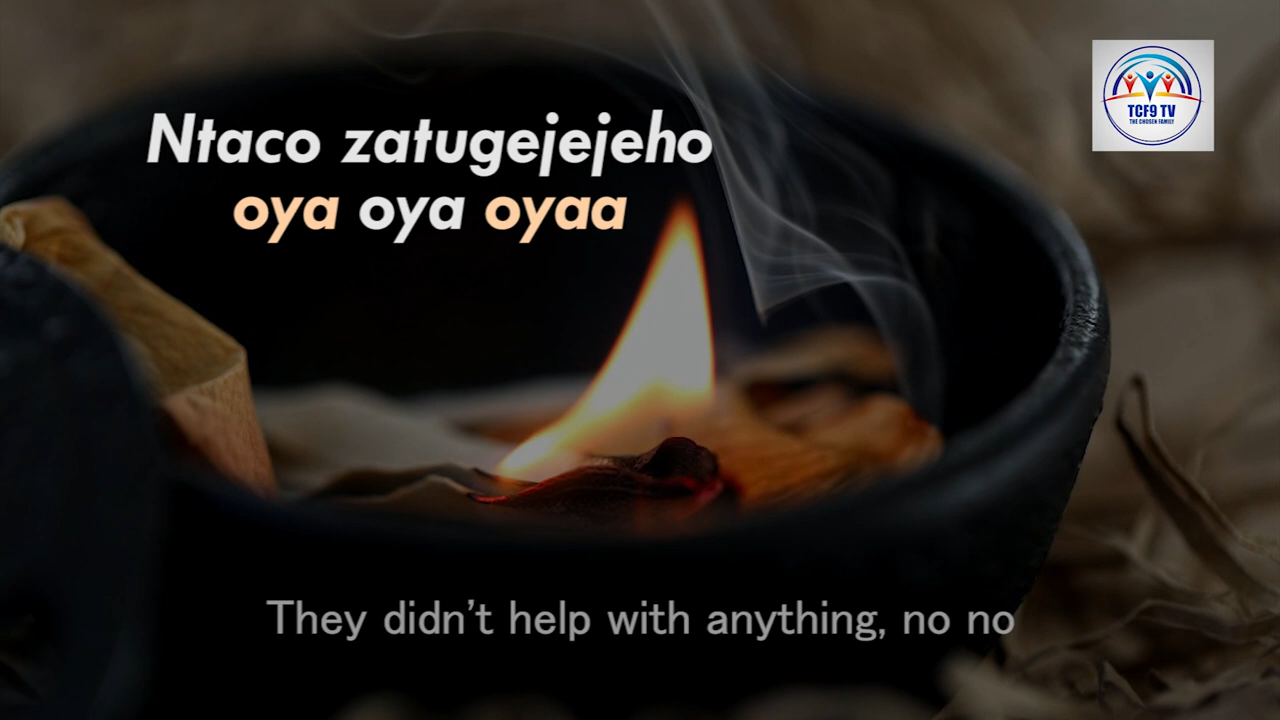 Ntaco zatugejejeho
oya oya oyaa
TCF9 TV
THE CHOSEN FAMILY
They didn't help with anything, no no